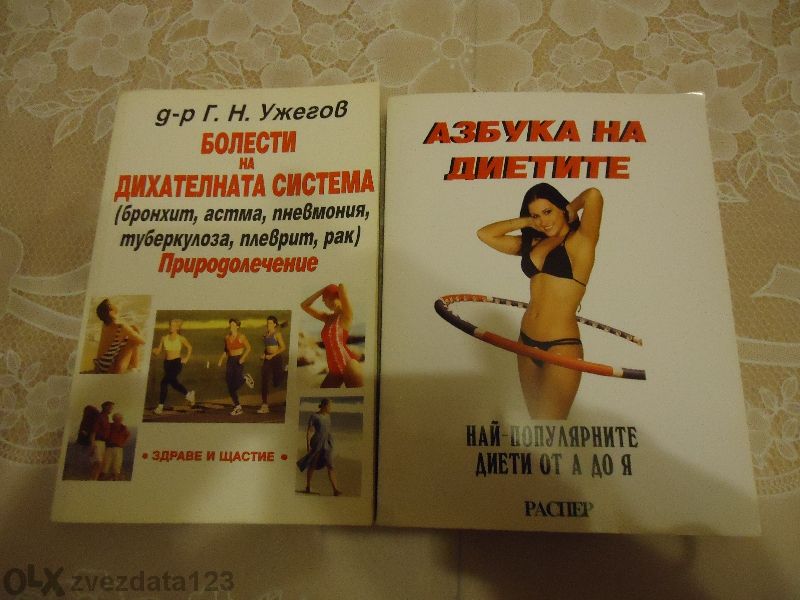 д-р Г. Н. Ужегов
БОЛЕСТИ
НА
ДИХАТЕЛНАТА СИСТЕМА
(бронхит, астма, пневмония,
туберкулоза, плеврит, рак)
Природолечение
• ЗДРАВЕ И ЩАСТИЕ •
АЗБУКА НА
ДИЕТИТЕ
НАЙ-ПОПУЛЯРНИТЕ
ДИЕТИ ОТ А ДО Я
РАСПЕР
OLX zvezdata123